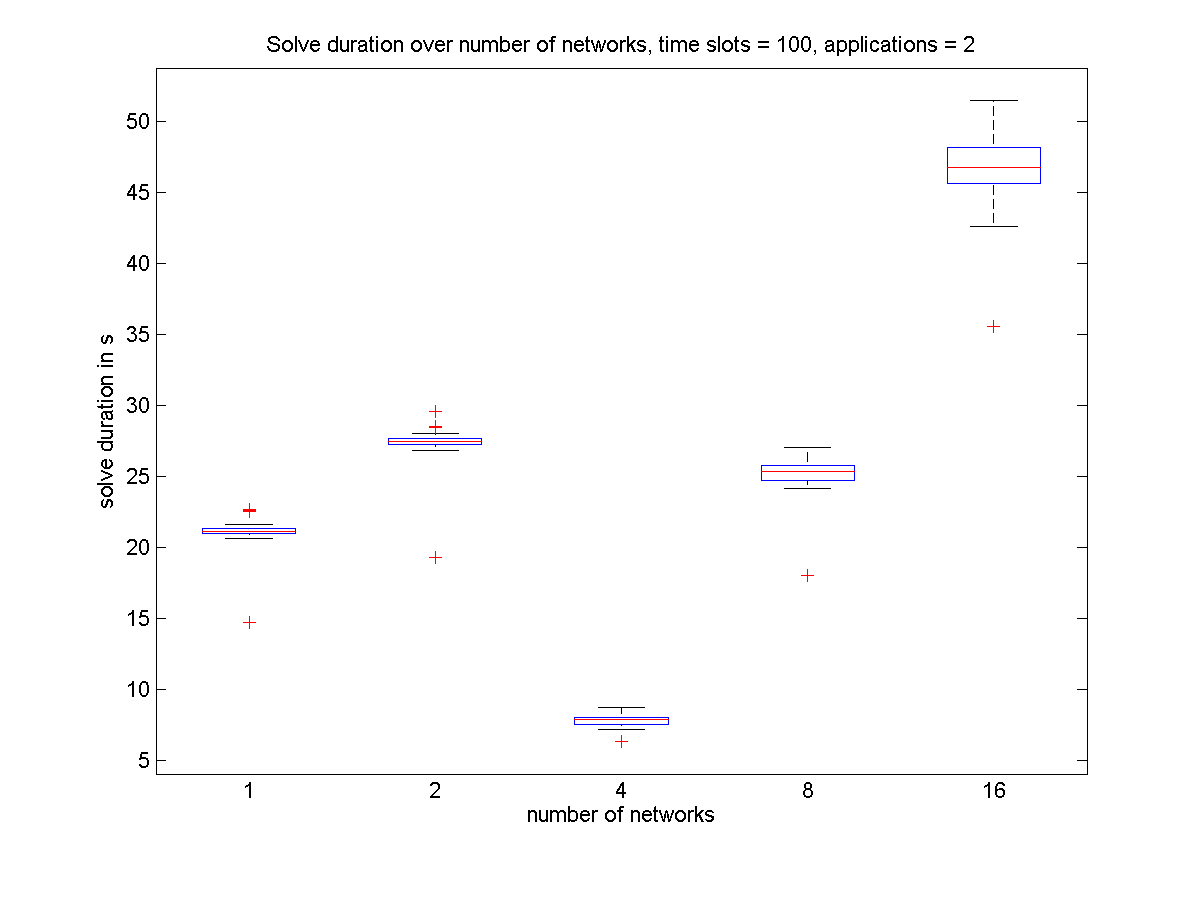 Solve duration over number of networks, time slots = 100, applications = 2
50
45
40
35
30
25
20
15
10
5
solve duration in s
1 2 4 8 16
number of networks